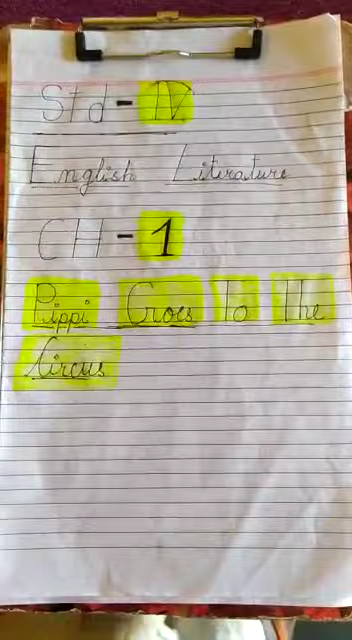 Std - IV
English Literature
CH - 1
Pippi Goes To The
Circus